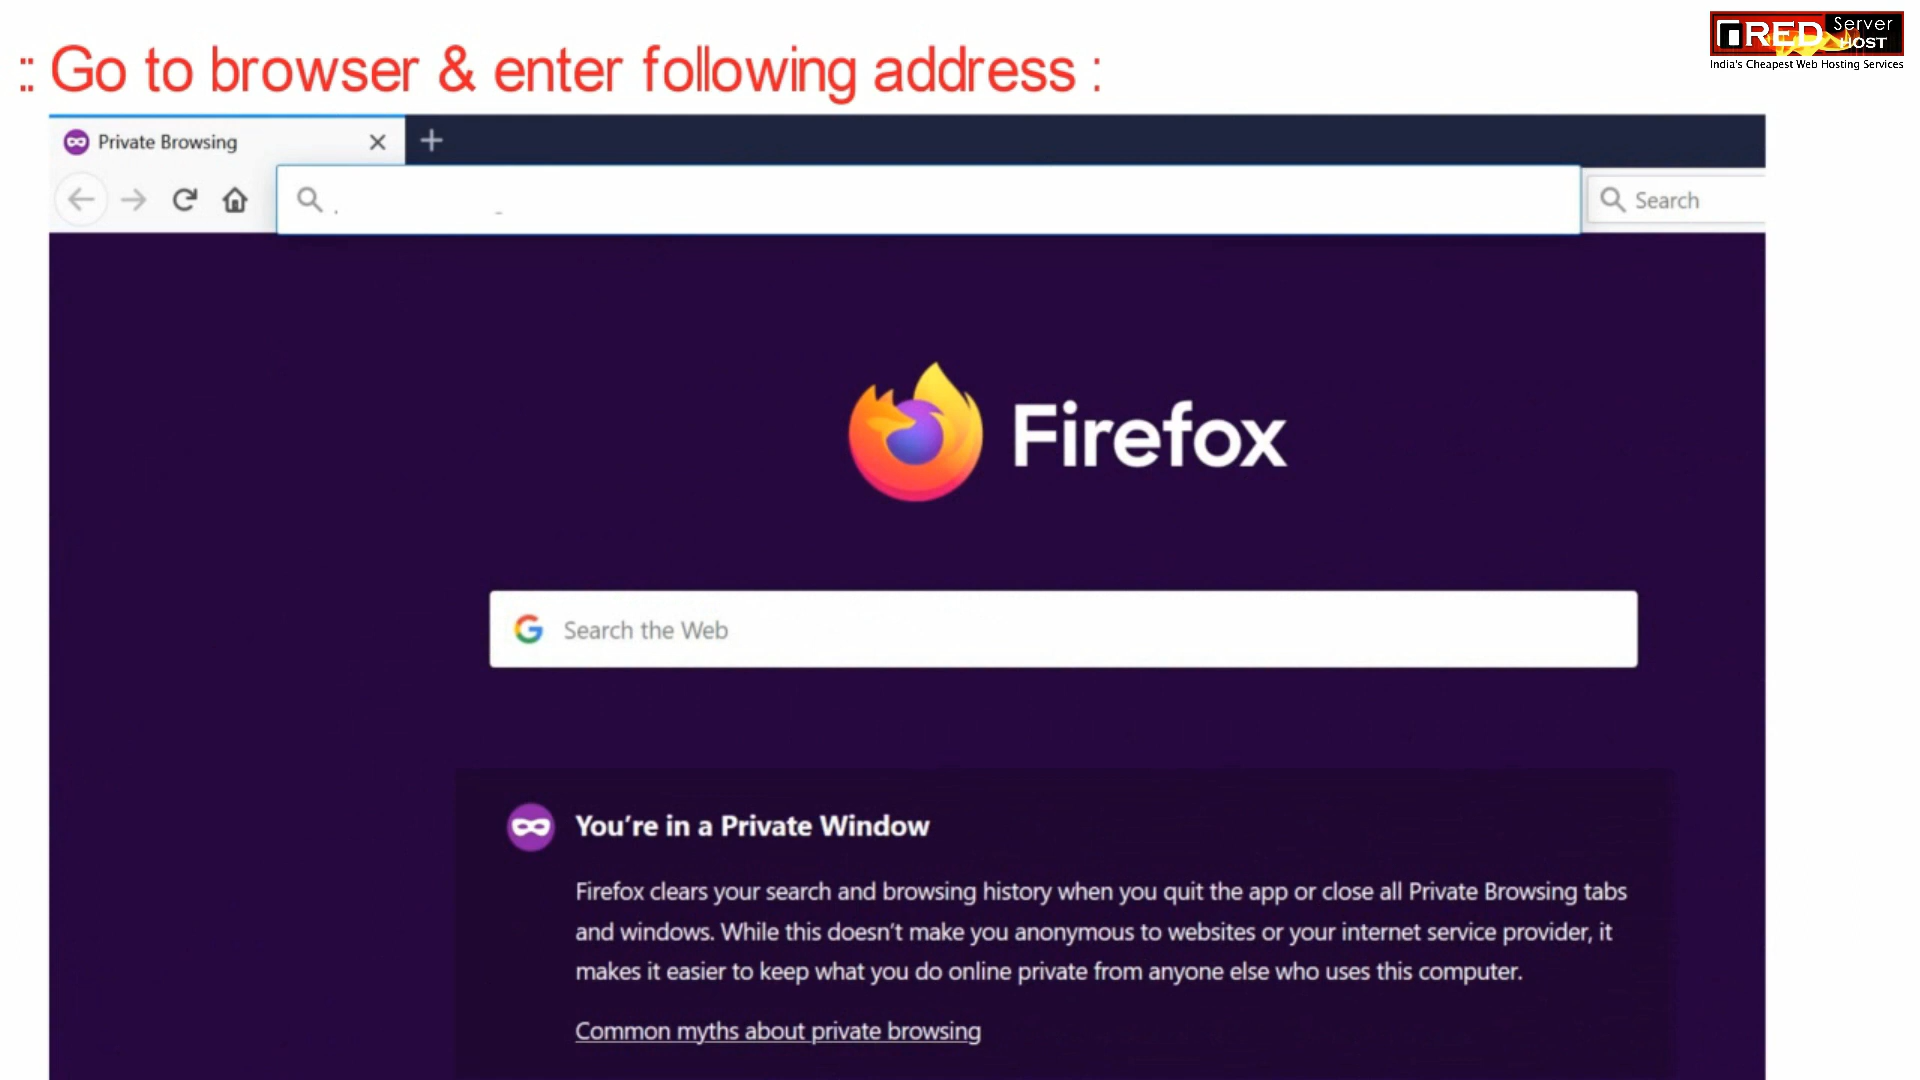 :: Go to browser & enter following address :
RED Server
HOST
India's Cheapest Web Hosting Services
Private Browsing
Search
Firefox
Search the Web
You're in a Private Window
Firefox clears your search and browsing history when you quit the app or close all Private Browsing tabs
and windows. While this doesn't make you anonymous to websites or your internet service provider, it
makes it easier to keep what you do online private from anyone else who uses this computer.
Common myths about private browsing